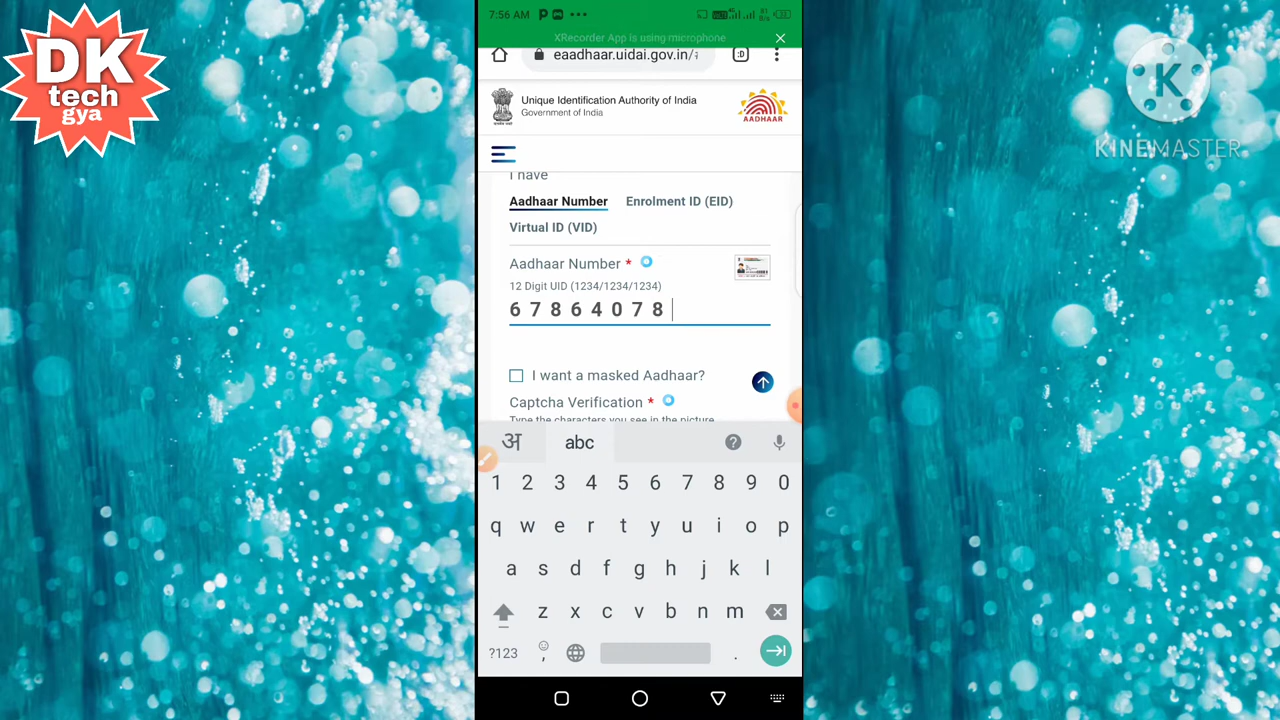 DK
tech
gya
7:56 AM
XRecorder App is using microphone
eaadhaar.uidai.gov.in/
:D
Unique Identification Authority of India
Government of India
AADHAAR
I have
Aadhaar Number Enrolment ID (EID)
Virtual ID (VID)
Aadhaar Number *
12 Digit UID (1234/1234/1234)
6 7 8 6 4 0 7 8
I want a masked Aadhaar?
Captcha Verification *
Type the characters you see in the picture
अ abc ?
1 2 3 4 5 6 7 8 9 0
q w e r t y u i o p
a s d f g h j k l
z x c v b n m
?123 , .
K
KINEMASTER